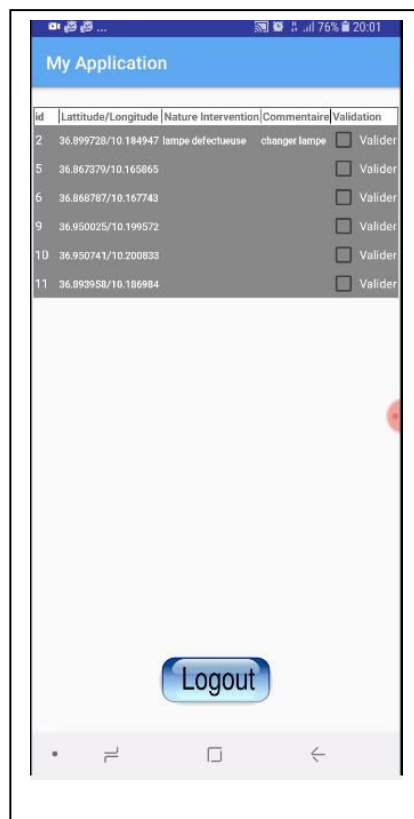 ... 76% 20:01
My Application
id Lattitude/Longitude Nature Intervention Commentaire Validation
2 36.899728/10.184947 lampe defectueuse changer lampe Valider
5 36.867379/10.165865 Valider
6 36.868787/10.167743 Valider
9 36.950025/10.199572 Valider
10 36.950741/10.200833 Valider
11 36.893958/10.186984 Valider
Logout